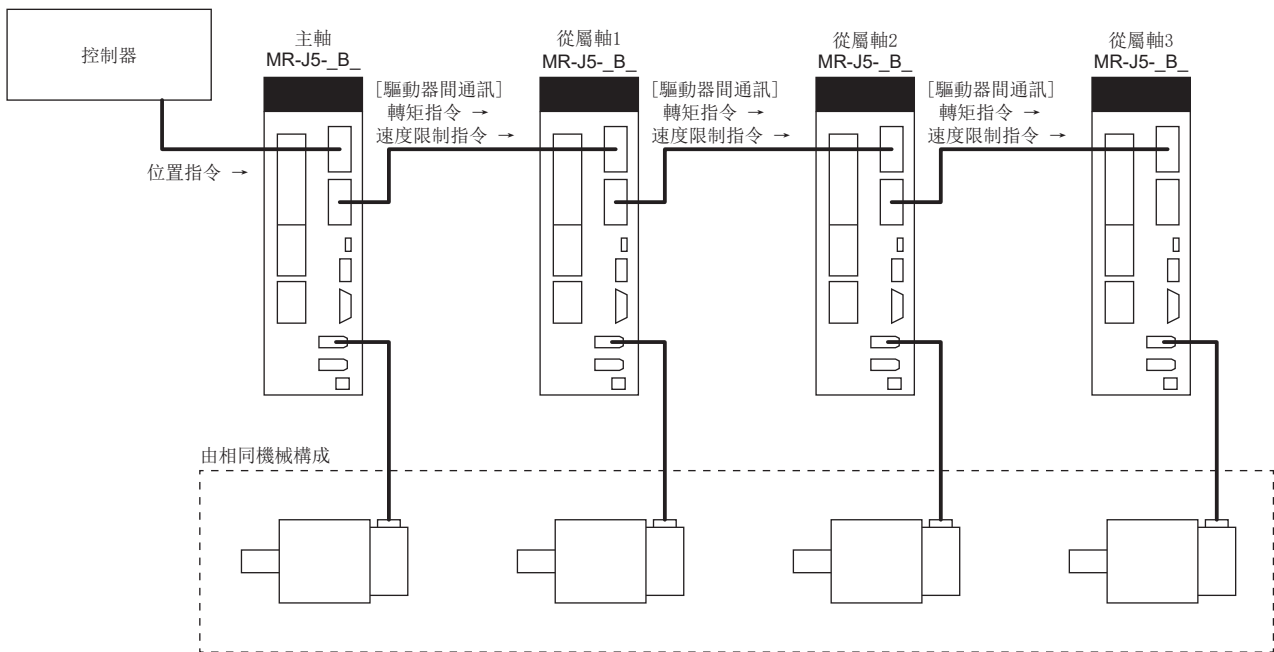 控制器
主軸
MR-J5-_B_
從屬軸1
MR-J5-_B_
從屬軸2
MR-J5-_B_
從屬軸3
MR-J5-_B_
[驅動器間通訊]
轉矩指令 →
速度限制指令 →
[驅動器間通訊]
轉矩指令 →
速度限制指令 →
[驅動器間通訊]
轉矩指令 →
速度限制指令 →
位置指令 →
由相同機械構成